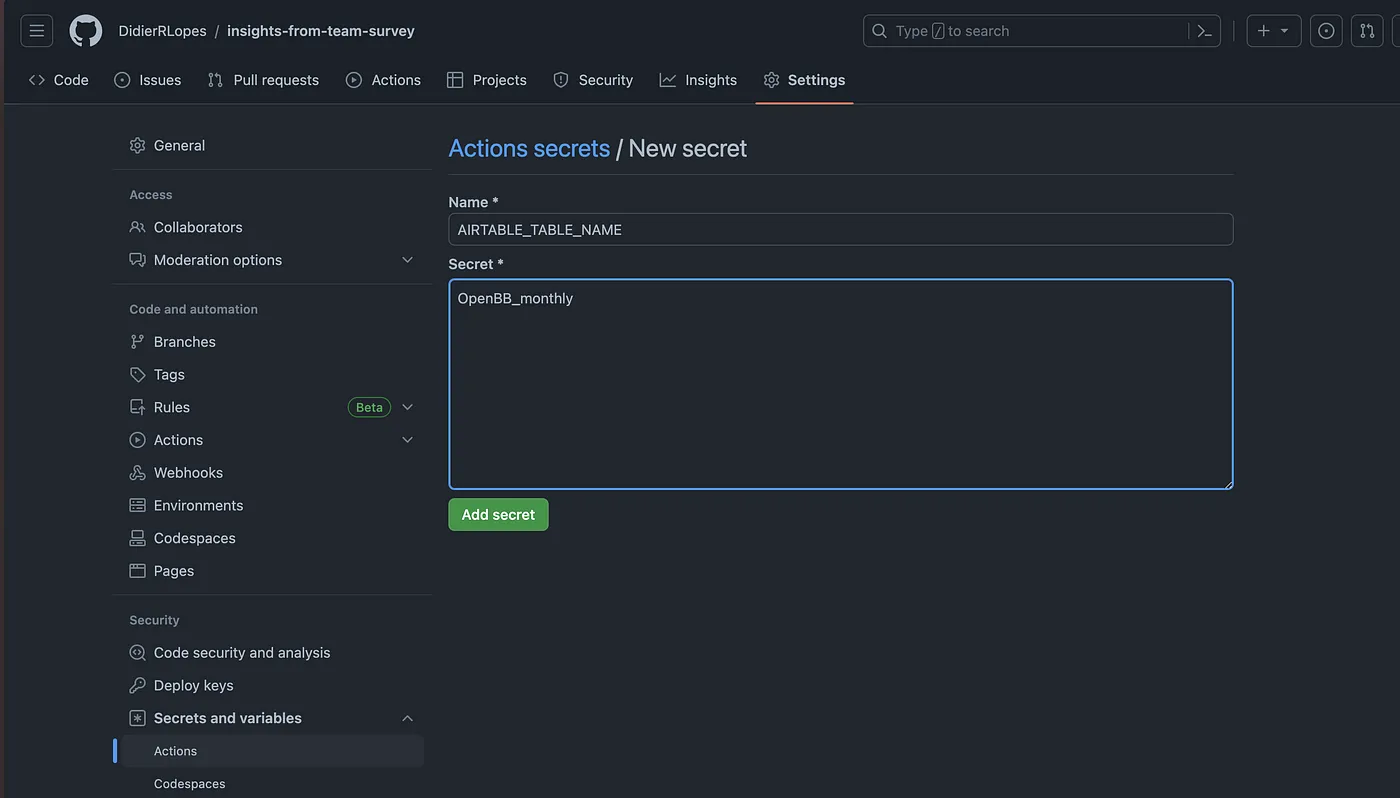 DidierRLopes / insights-from-team-survey
Type / to search
Code Issues Pull requests Actions Projects Security Insights Settings
General
Access
Collaborators
Moderation options
Code and automation
Branches
Tags
Rules Beta
Actions
Webhooks
Environments
Codespaces
Pages
Security
Code security and analysis
Deploy keys
Secrets and variables
Actions
Codespaces
Actions secrets / New secret
Name *
AIRTABLE_TABLE_NAME
Secret *
OpenBB_monthly
Add secret